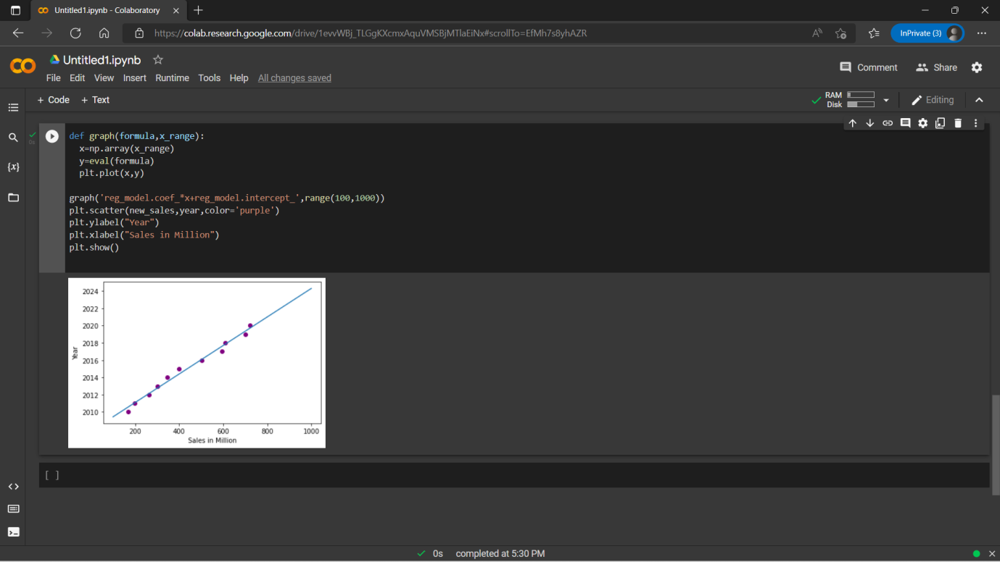 Untitled1.ipynb - Colaboratory
https://colab.research.google.com/drive/1evvWBj_TLGgKXcmxAquVMSBjMTlaEiNx#scrollTo=EfMh7s8yhAZR
InPrivate (3)
Untitled1.ipynb
File Edit View Insert Runtime Tools Help All changes saved
Comment Share
+ Code + Text
RAM
Disk
Editing
{x}
0s
def graph(formula,x_range):
x=np.array(x_range)
y=eval(formula)
plt.plot(x,y)
graph('reg_model.coef_*x+reg_model.intercept_',range(100,1000))
plt.scatter(new_sales,year,color='purple')
plt.ylabel("Year")
plt.xlabel("Sales in Million")
plt.show()
2024
2022
2020
2018
2016
2014
2012
2010
Year
200 400 600 800 1000
Sales in Million
[ ]
0s completed at 5:30 PM